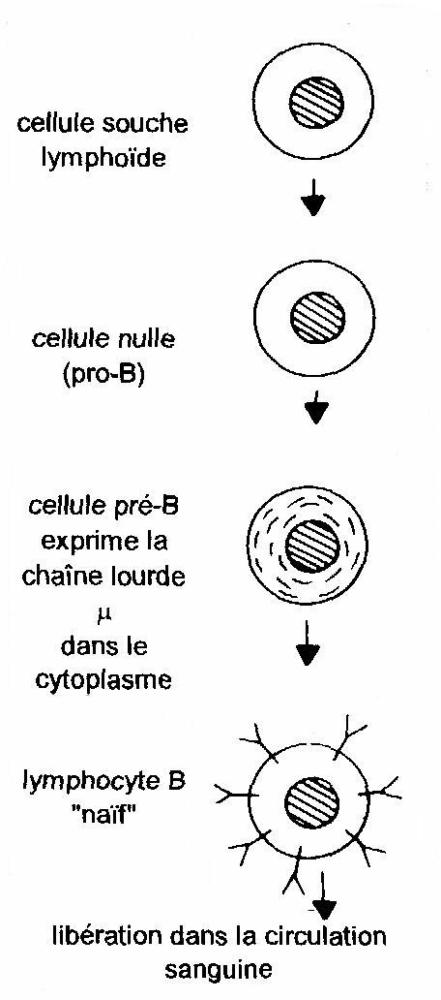 cellule souche
lymphoïde
cellule nulle
(pro-B)
cellule pré-B
exprime la
chaîne lourde
μ
dans le
cytoplasme
lymphocyte B
"naïf"
libération dans la circulation
sanguine